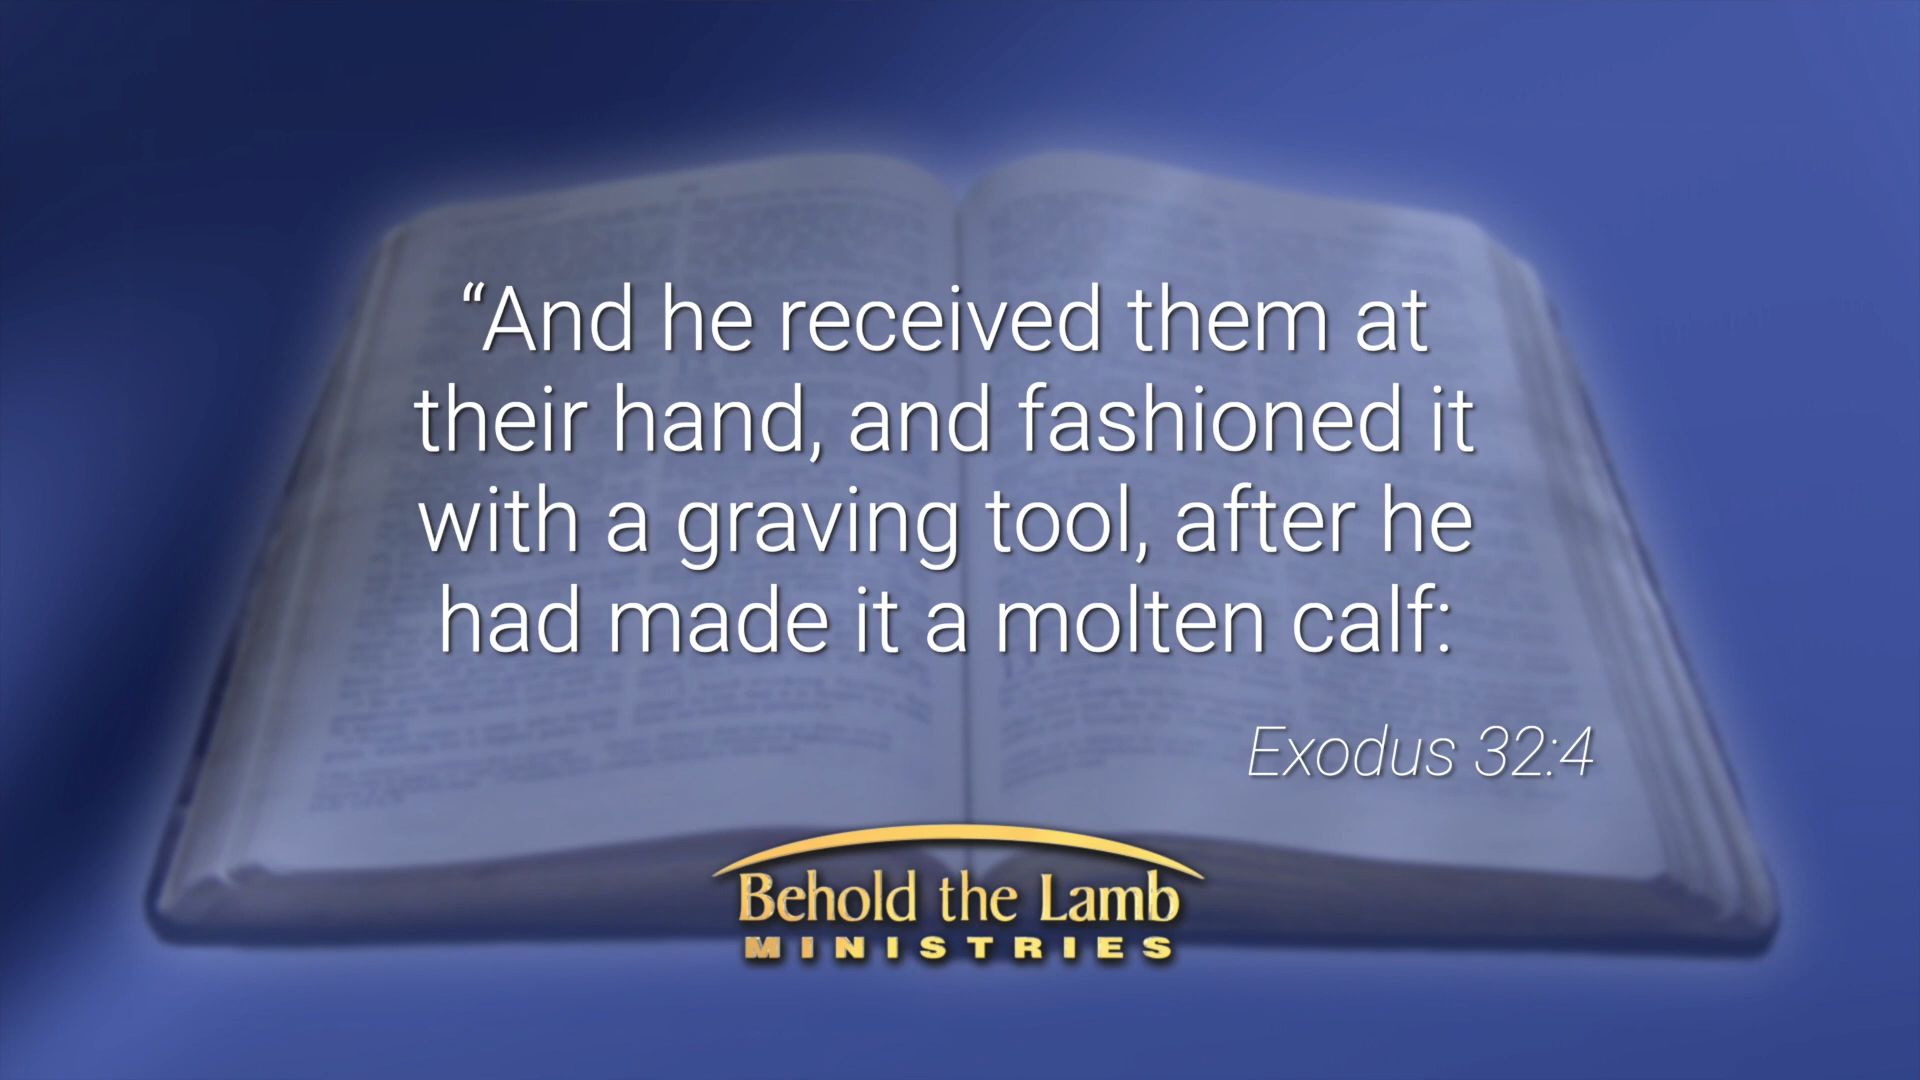 “And he received them at
their hand, and fashioned it
with a graving tool, after he
had made it a molten calf:
Exodus 32:4
Behold the Lamb
MINISTRIES